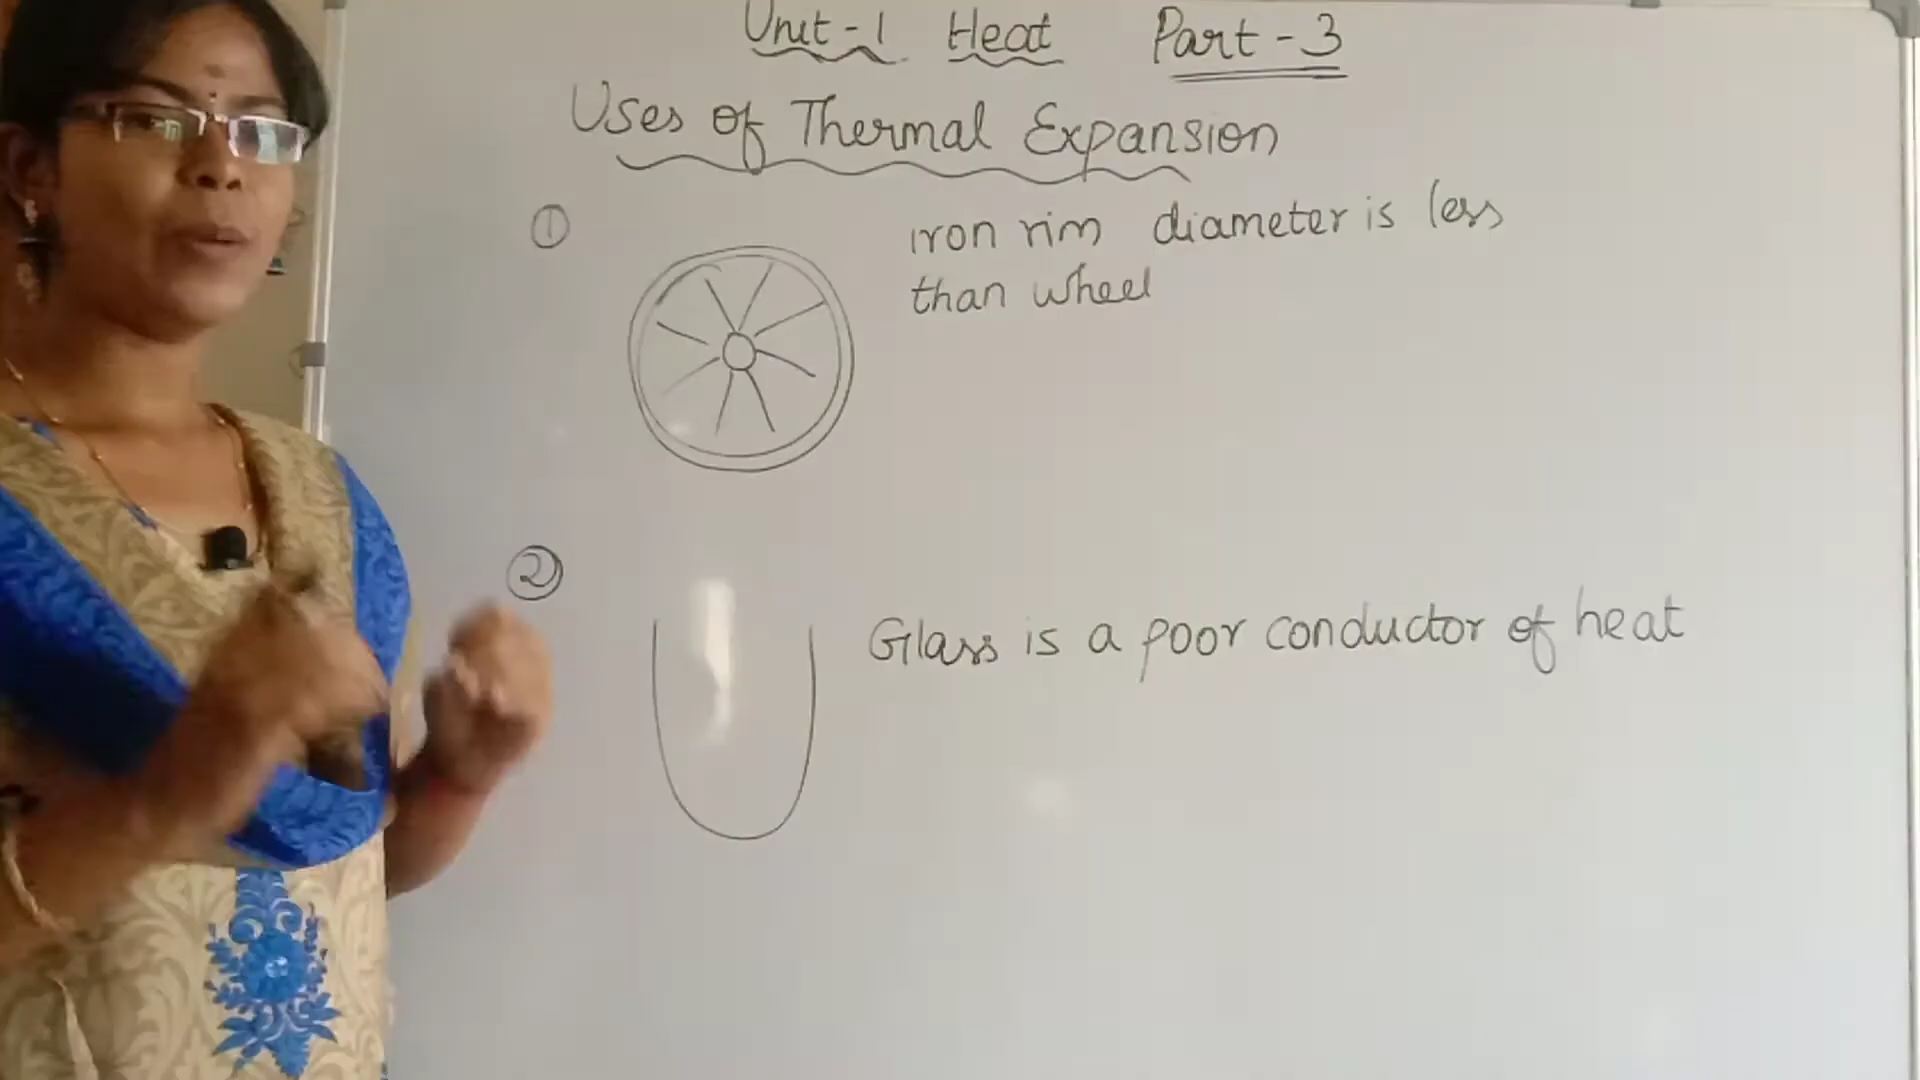 Unit-1 Heat Part-3
Uses of Thermal Expansion
①
iron rim diameter is less
than wheel
②
Glass is a poor conductor of heat